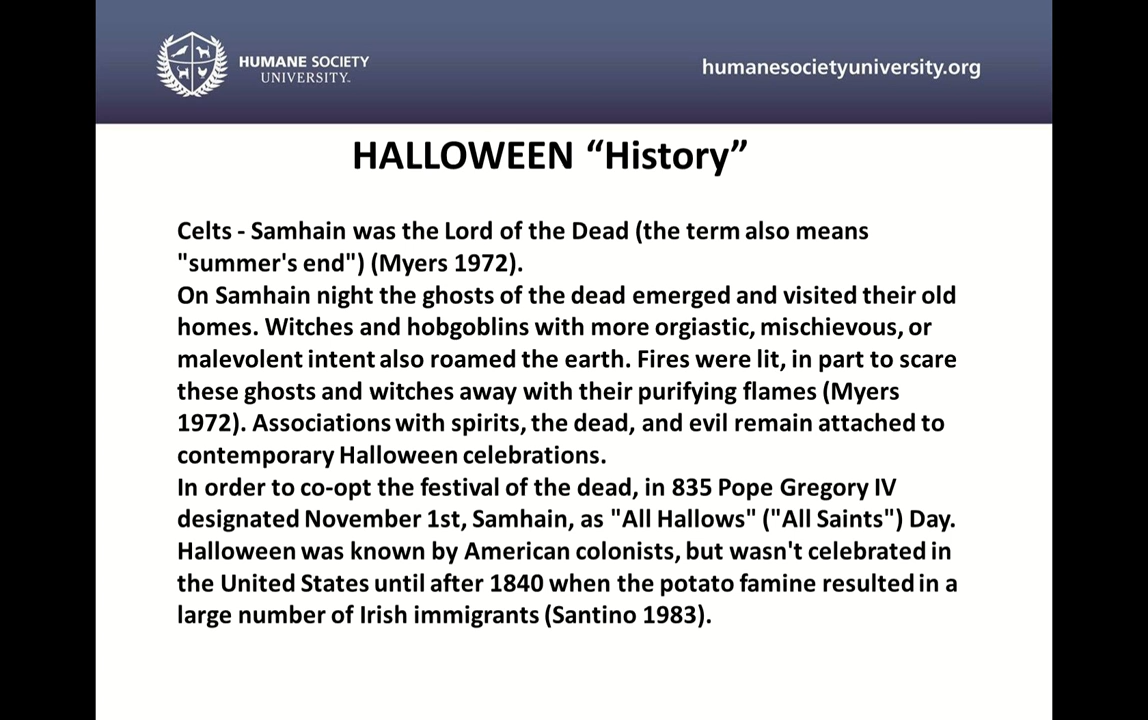 HUMANE SOCIETY
UNIVERSITY.
humanesocietyuniversity.org
HALLOWEEN “History”
Celts - Samhain was the Lord of the Dead (the term also means
"summer's end") (Myers 1972).
On Samhain night the ghosts of the dead emerged and visited their old
homes. Witches and hobgoblins with more orgiastic, mischievous, or
malevolent intent also roamed the earth. Fires were lit, in part to scare
these ghosts and witches away with their purifying flames (Myers
1972). Associations with spirits, the dead, and evil remain attached to
contemporary Halloween celebrations.
In order to co-opt the festival of the dead, in 835 Pope Gregory IV
designated November 1st, Samhain, as "All Hallows" ("All Saints") Day.
Halloween was known by American colonists, but wasn't celebrated in
the United States until after 1840 when the potato famine resulted in a
large number of Irish immigrants (Santino 1983).